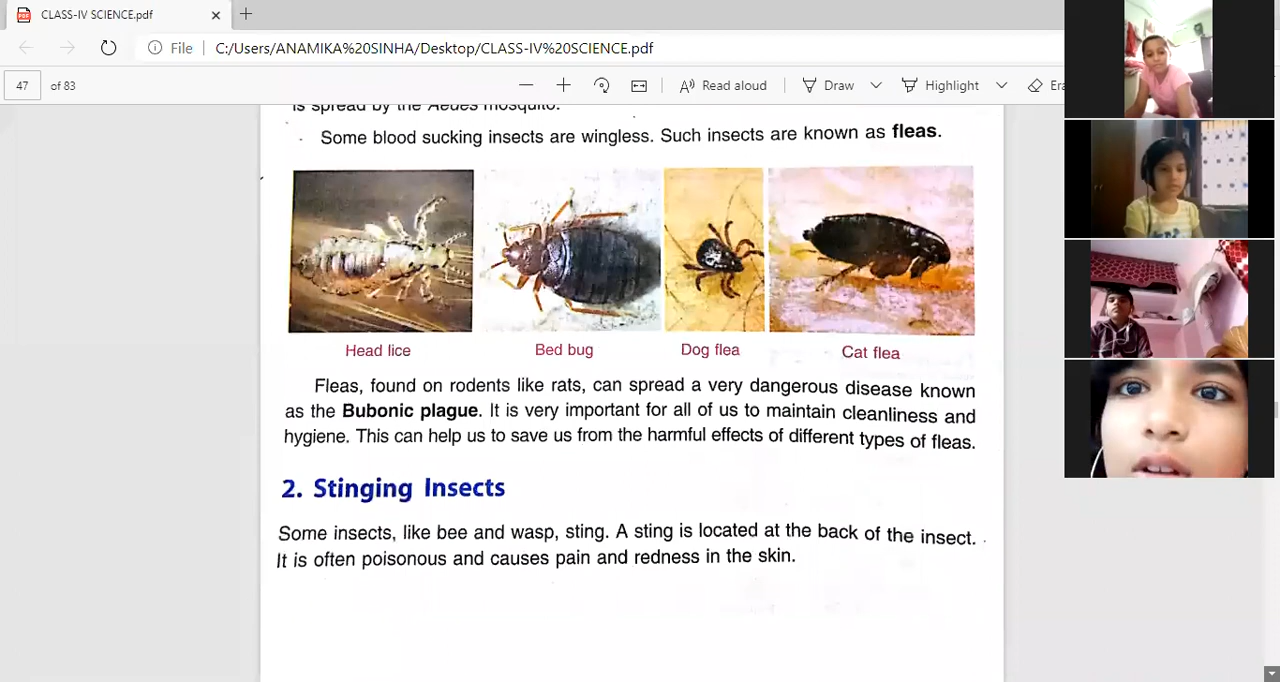 CLASS-IV SCIENCE.pdf
File | C:/Users/ANAMIKA%20SINHA/Desktop/CLASS-IV%20SCIENCE.pdf
47 of 83
Read aloud
Draw
Highlight
Era
is spread by the Aedes mosquito.
Some blood sucking insects are wingless. Such insects are known as fleas.
Head lice
Bed bug
Dog flea
Cat flea
Fleas, found on rodents like rats, can spread a very dangerous disease known
as the Bubonic plague. It is very important for all of us to maintain cleanliness and
hygiene. This can help us to save us from the harmful effects of different types of fleas.
2. Stinging Insects
Some insects, like bee and wasp, sting. A sting is located at the back of the insect.
It is often poisonous and causes pain and redness in the skin.